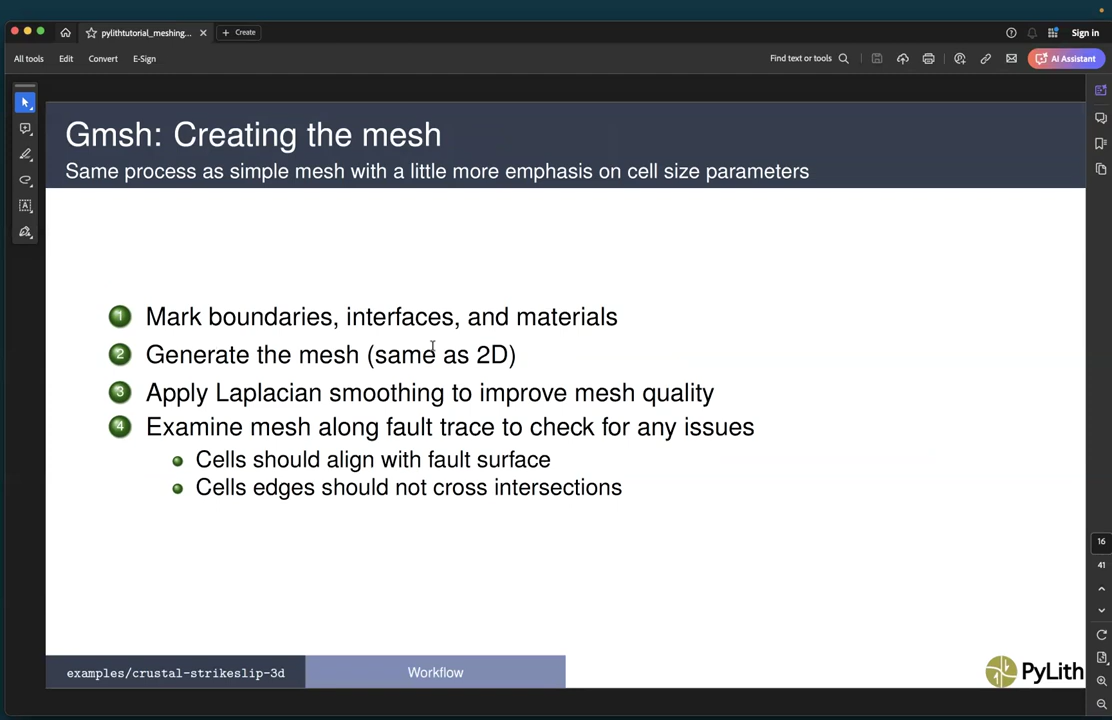 pylithtutorial_meshing...
Create
Sign in
All tools
Edit
Convert
E-Sign
Find text or tools
AI Assistant
Gmsh: Creating the mesh
Same process as simple mesh with a little more emphasis on cell size parameters
1 Mark boundaries, interfaces, and materials
2 Generate the mesh (same as 2D)
3 Apply Laplacian smoothing to improve mesh quality
4 Examine mesh along fault trace to check for any issues
Cells should align with fault surface
Cells edges should not cross intersections
16
41
examples/crustal-strikeslip-3d
Workflow
PyLith